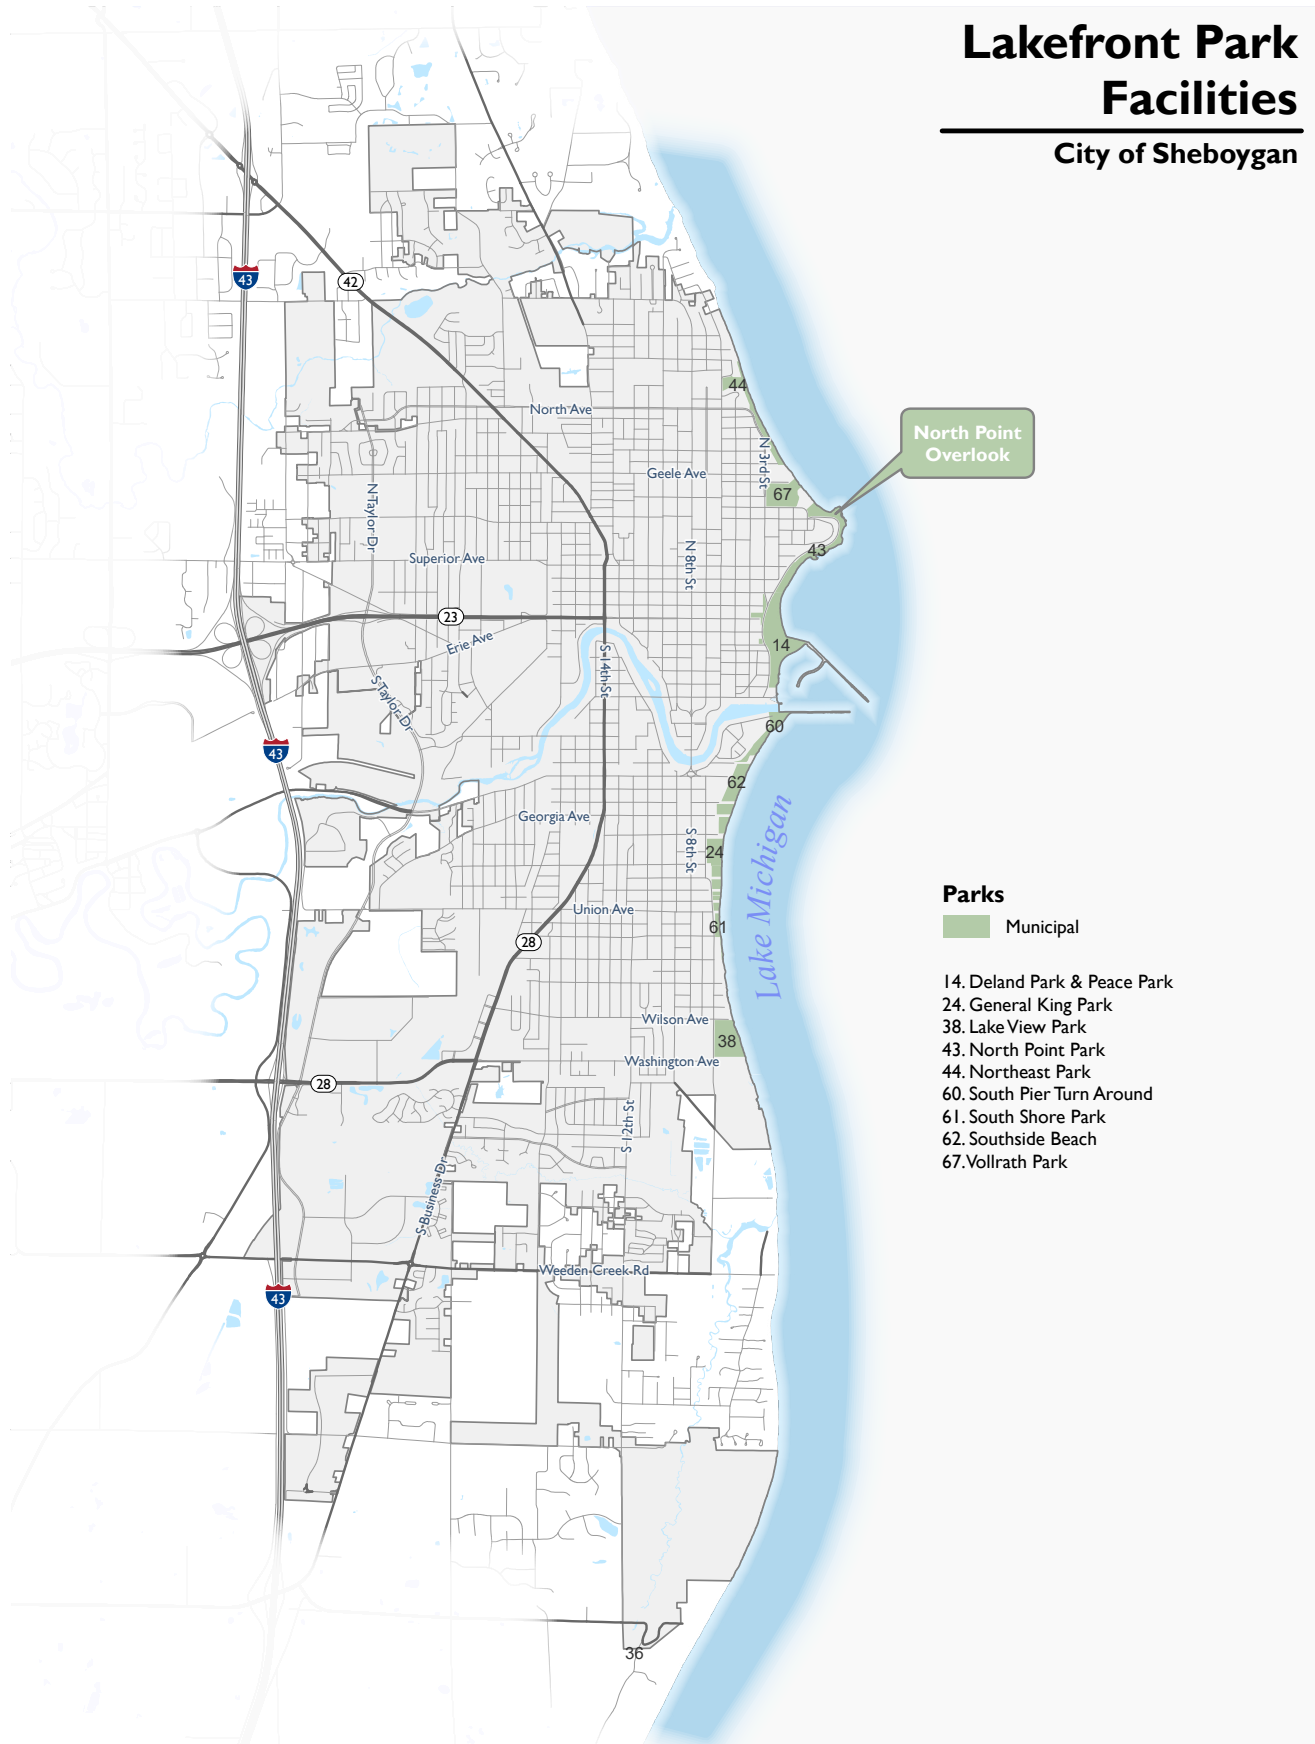 Lakefront Park
Facilities
City of Sheboygan
43
42
44
North Ave
North Point
Overlook
N 3rd St
Geele Ave
67
N Taylor Dr
43
N 8th St
Superior Ave
23
Erie Ave
14
S 14th St
S Taylor Dr
60
43
62
Georgia Ave
Lake Michigan
S 8th St
24
Parks
Municipal
Union Ave
61
28
14. Deland Park & Peace Park
24. General King Park
38. Lake View Park
43. North Point Park
44. Northeast Park
60. South Pier Turn Around
61. South Shore Park
62. Southside Beach
67. Vollrath Park
Wilson Ave
38
Washington Ave
28
S 12th St
S Business Dr
Weeden Creek Rd
43
36